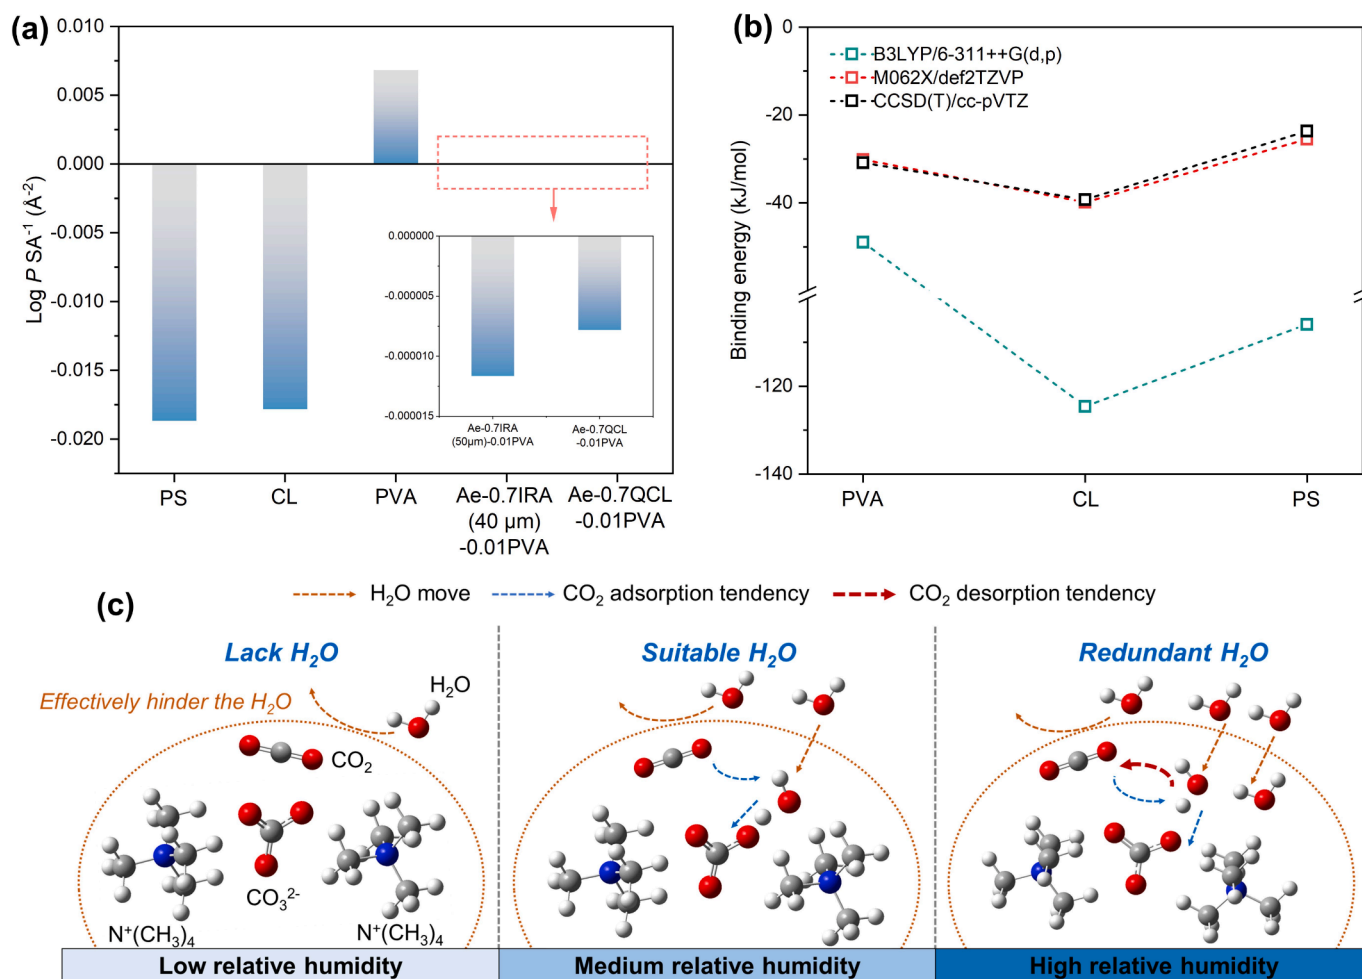 (a)
0.010
0.005
0.000
-0.005
-0.010
-0.015
-0.020
Log P SA⁻¹ (Å⁻²)
0.000000
-0.000005
-0.000010
-0.000015
Ae-0.7IRA
(50μm)-0.01PVA
Ae-0.7QCL
-0.01PVA
PS
CL
PVA
Ae-0.7IRA
(40 μm)
-0.01PVA
Ae-0.7QCL
-0.01PVA
(b)
-0
-20
-40
-120
-140
Binding energy (kJ/mol)
B3LYP/6-311++G(d,p)
M062X/def2TZVP
CCSD(T)/cc-pVTZ
PVA
CL
PS
(c)
H₂O move
CO₂ adsorption tendency
CO₂ desorption tendency
Lack H₂O
Effectively hinder the H₂O
H₂O
CO₂
CO₃²⁻
N⁺(CH₃)₄
N⁺(CH₃)₄
Low relative humidity
Suitable H₂O
Medium relative humidity
Redundant H₂O
High relative humidity